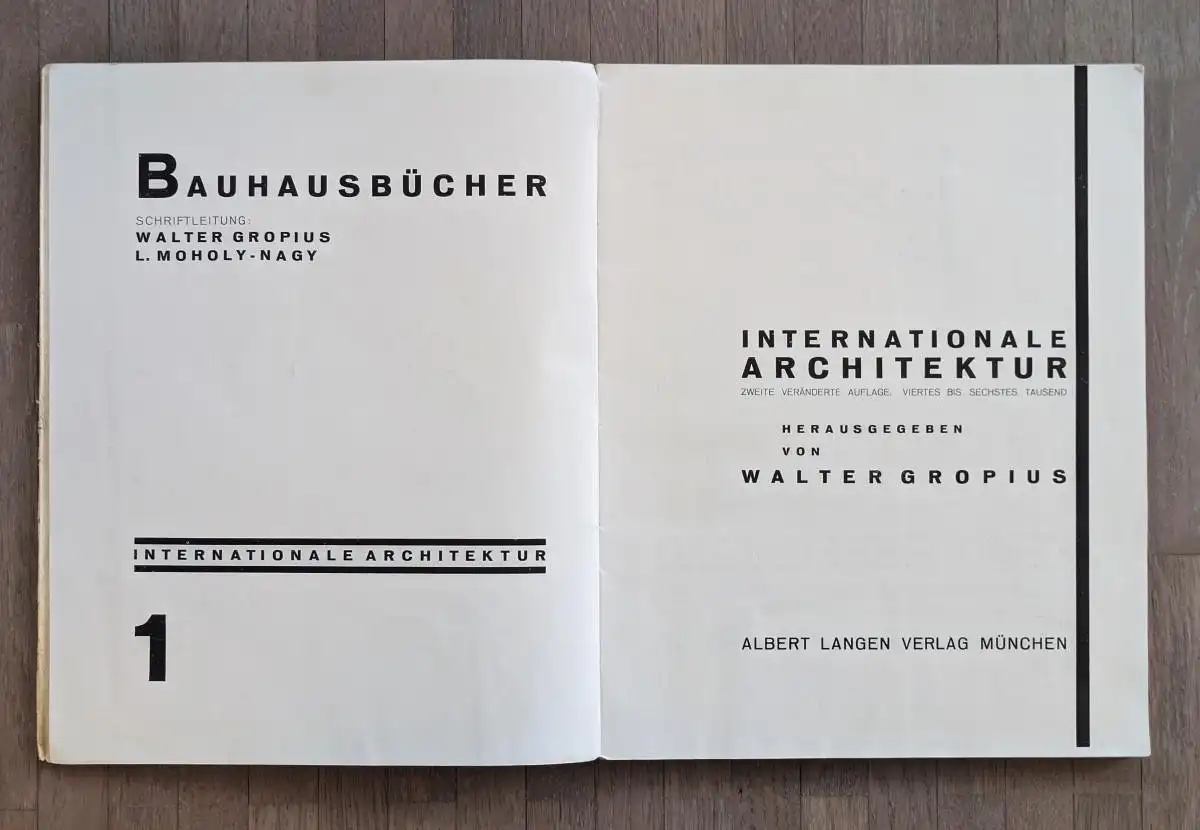 BAUHAUSBÜCHER
SCHRIFTLEITUNG:
WALTER GROPIUS
L. MOHOLY-NAGY
INTERNATIONALE ARCHITEKTUR
1
INTERNATIONALE
ARCHITEKTUR
ZWEITE VERÄNDERTE AUFLAGE. VIERTES BIS SECHSTES TAUSEND
HERAUSGEGEBEN
VON
WALTER GROPIUS
ALBERT LANGEN VERLAG MÜNCHEN